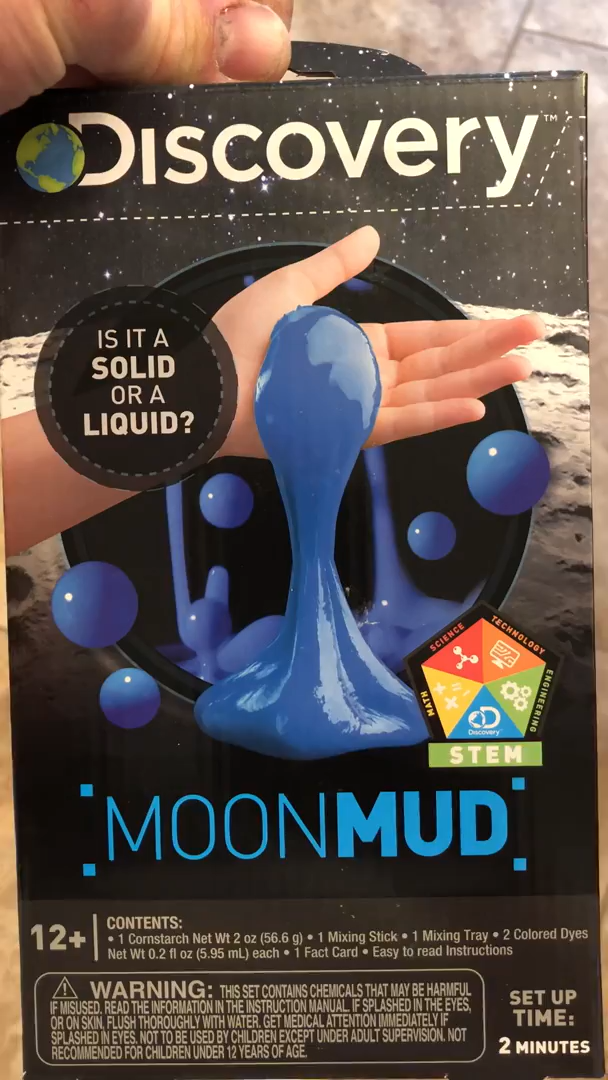 DISCOVERY™
IS IT A
SOLID
OR A
LIQUID?
SCIENCE
TECHNOLOGY
MATH
ENGINEERING
D
Discovery
STEM
MOONMUD
12+
CONTENTS:
• 1 Cornstarch Net Wt 2 oz (56.6 g) • 1 Mixing Stick • 1 Mixing Tray • 2 Colored Dyes
Net Wt 0.2 fl oz (5.95 mL) each • 1 Fact Card • Easy to read Instructions
WARNING: THIS SET CONTAINS CHEMICALS THAT MAY BE HARMFUL
IF MISUSED. READ THE INFORMATION IN THE INSTRUCTION MANUAL. IF SPLASHED IN THE EYES,
OR ON SKIN, FLUSH THOROUGHLY WITH WATER. GET MEDICAL ATTENTION IMMEDIATELY IF
SPLASHED IN EYES. NOT TO BE USED BY CHILDREN EXCEPT UNDER ADULT SUPERVISION. NOT
RECOMMENDED FOR CHILDREN UNDER 12 YEARS OF AGE.
SET UP
TIME:
2 MINUTES